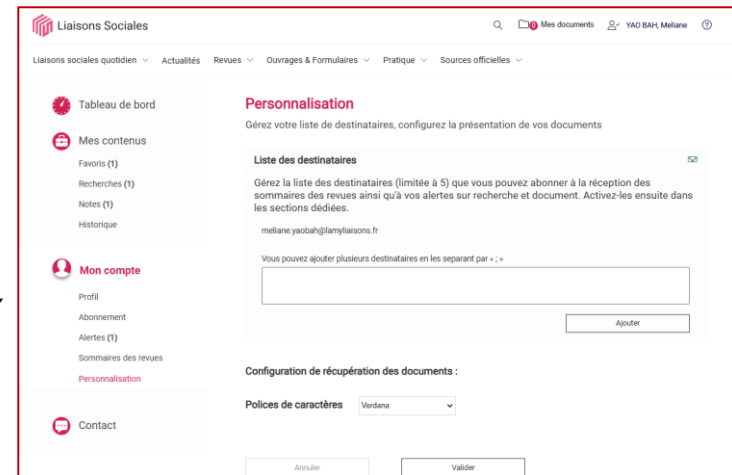 Liaisons Sociales
0 Mes documents
YAO BAH, Meliane
?
Liaisons sociales quotidien
Actualités
Revues
Ouvrages & Formulaires
Pratique
Sources officielles
Tableau de bord
Mes contenus
Favoris (1)
Recherches (1)
Notes (1)
Historique
Mon compte
Profil
Abonnement
Alertes (1)
Sommaires des revues
Personnalisation
Contact
Personnalisation
Gérez votre liste de destinataires, configurez la présentation de vos documents
Liste des destinataires
Gérez la liste des destinataires (limitée à 5) que vous pouvez abonner à la réception des
sommaires des revues ainsi qu'à vos alertes sur recherche et document. Activez-les ensuite dans
les sections dédiées.
meliane.yaobah@lamyliaisons.fr
Vous pouvez ajouter plusieurs destinataires en les separant par « ; »
Ajouter
Configuration de récupération des documents :
Polices de caractères
Verdana
Annuler
Valider